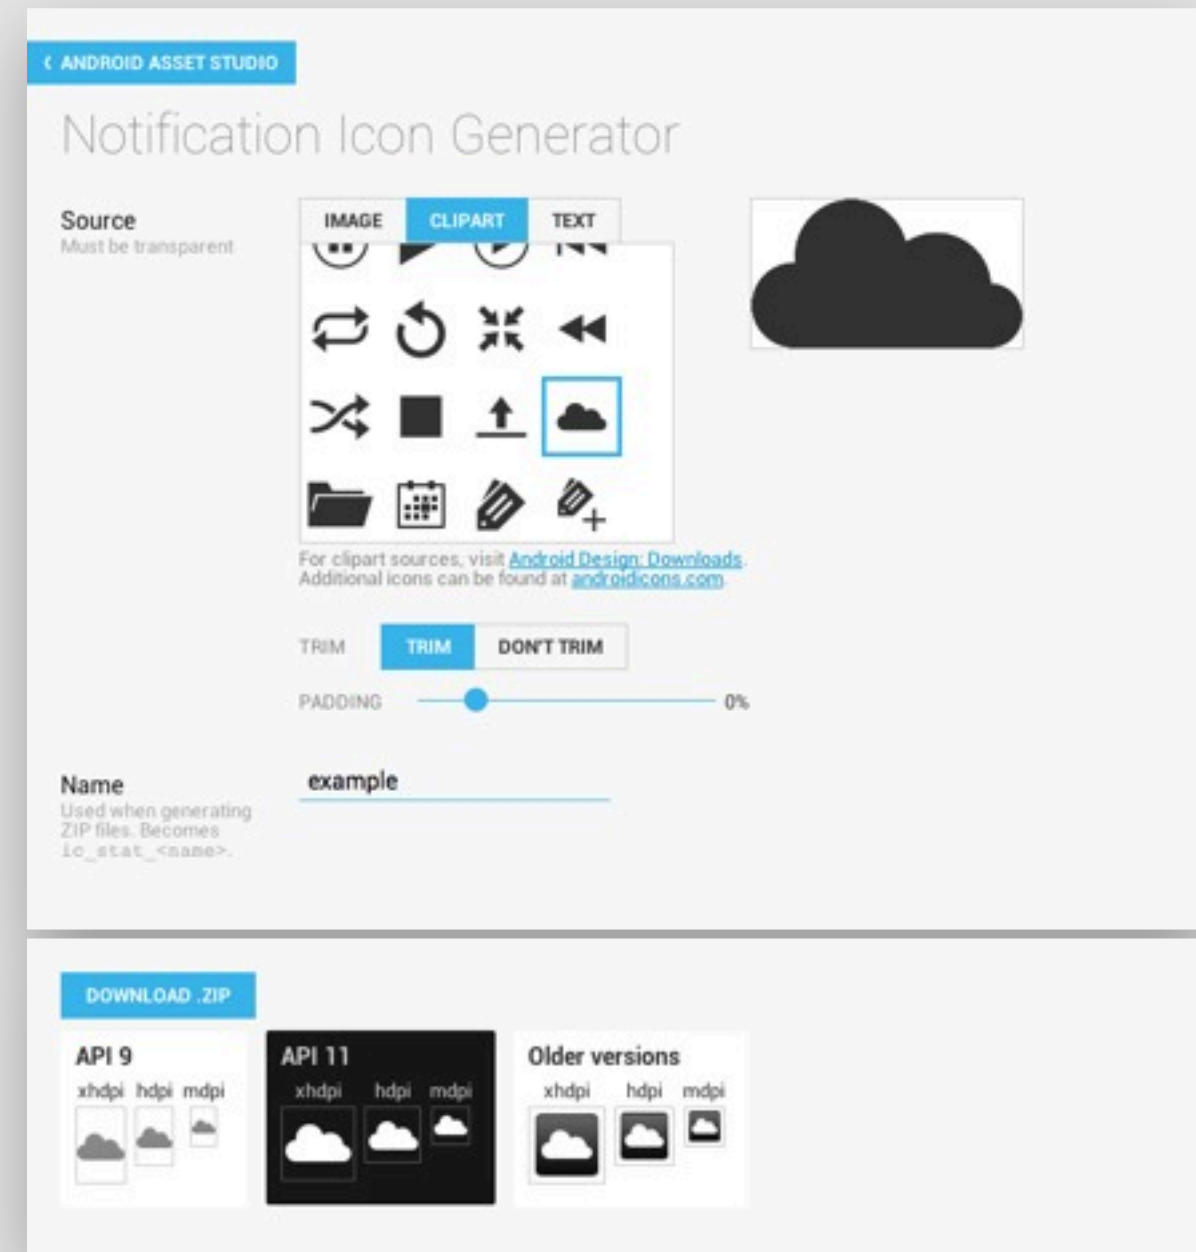 ‹ ANDROID ASSET STUDIO
Notification Icon Generator
Source
Must be transparent
IMAGE CLIPART TEXT
For clipart sources, visit Android Design: Downloads.
Additional icons can be found at androidicons.com.
TRIM TRIM DON'T TRIM
PADDING 0%
Name
example
Used when generating
ZIP files. Becomes
ic_stat_<name>.
DOWNLOAD .ZIP
API 9
xhdpi hdpi mdpi
API 11
xhdpi hdpi mdpi
Older versions
xhdpi hdpi mdpi